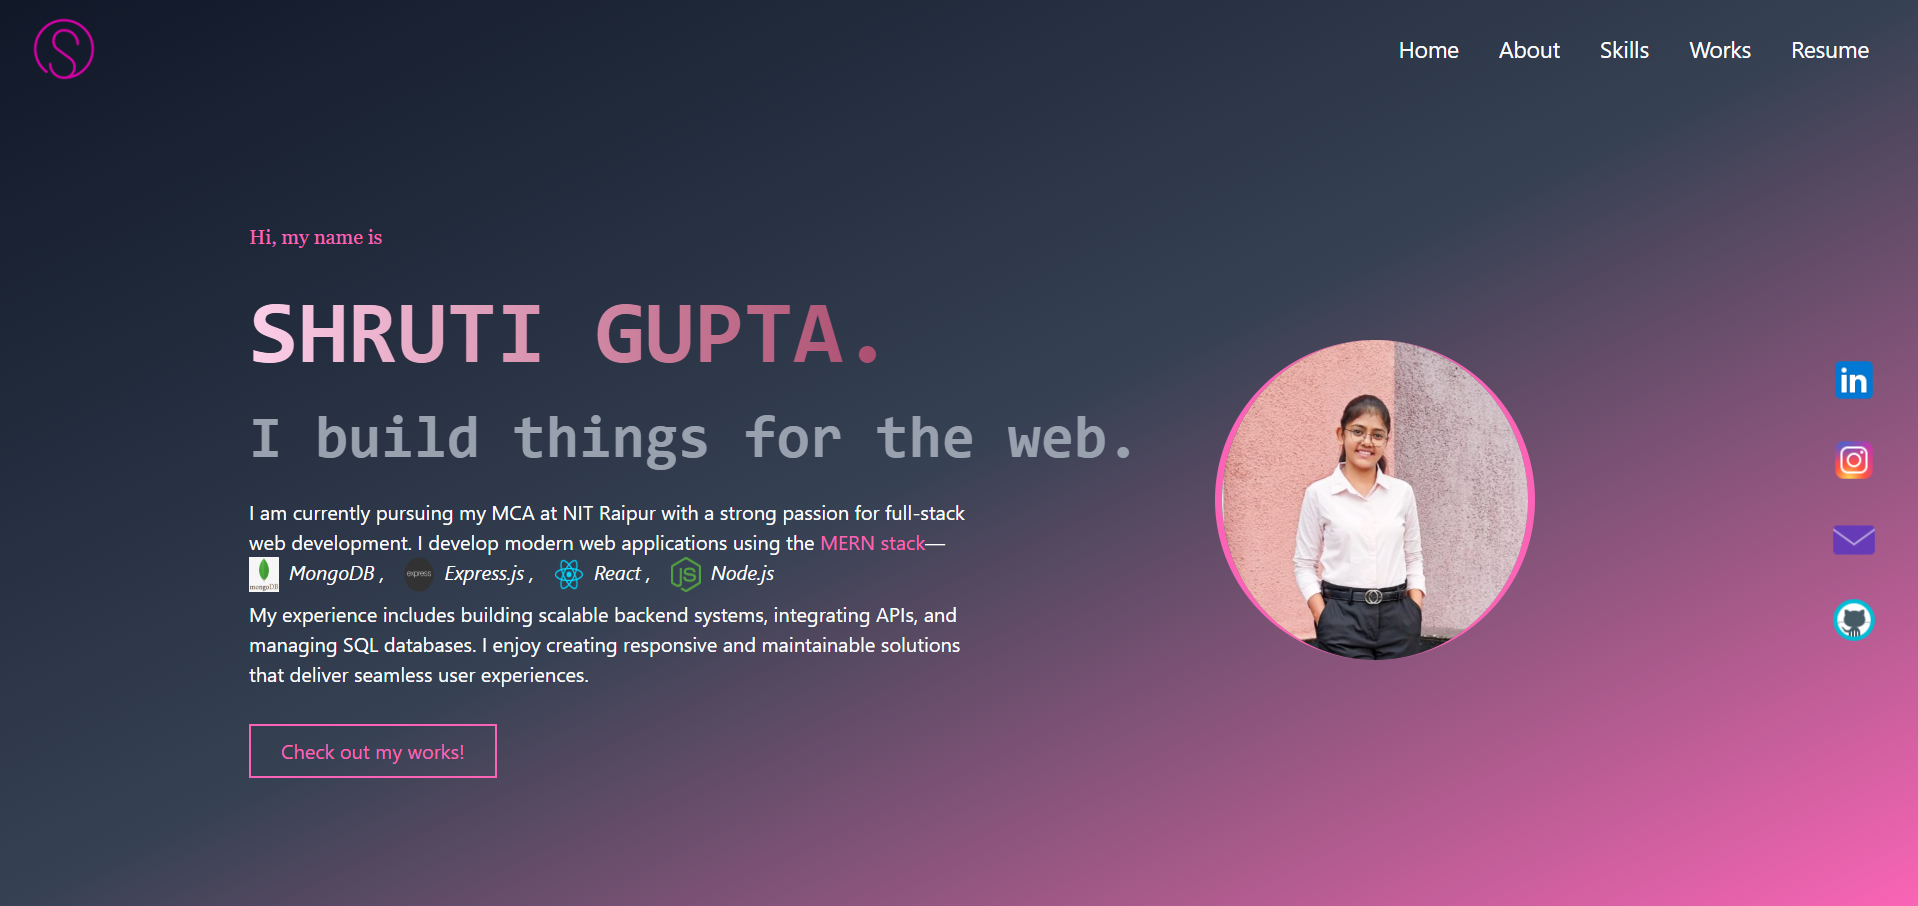 S
Home About Skills Works Resume
Hi, my name is
SHRUTI GUPTA.
I build things for the web.
I am currently pursuing my MCA at NIT Raipur with a strong passion for full-stack
web development. I develop modern web applications using the MERN stack—
mongoDB MongoDB , express Express.js , React , JS Node.js
My experience includes building scalable backend systems, integrating APIs, and
managing SQL databases. I enjoy creating responsive and maintainable solutions
that deliver seamless user experiences.
Check out my works!
in